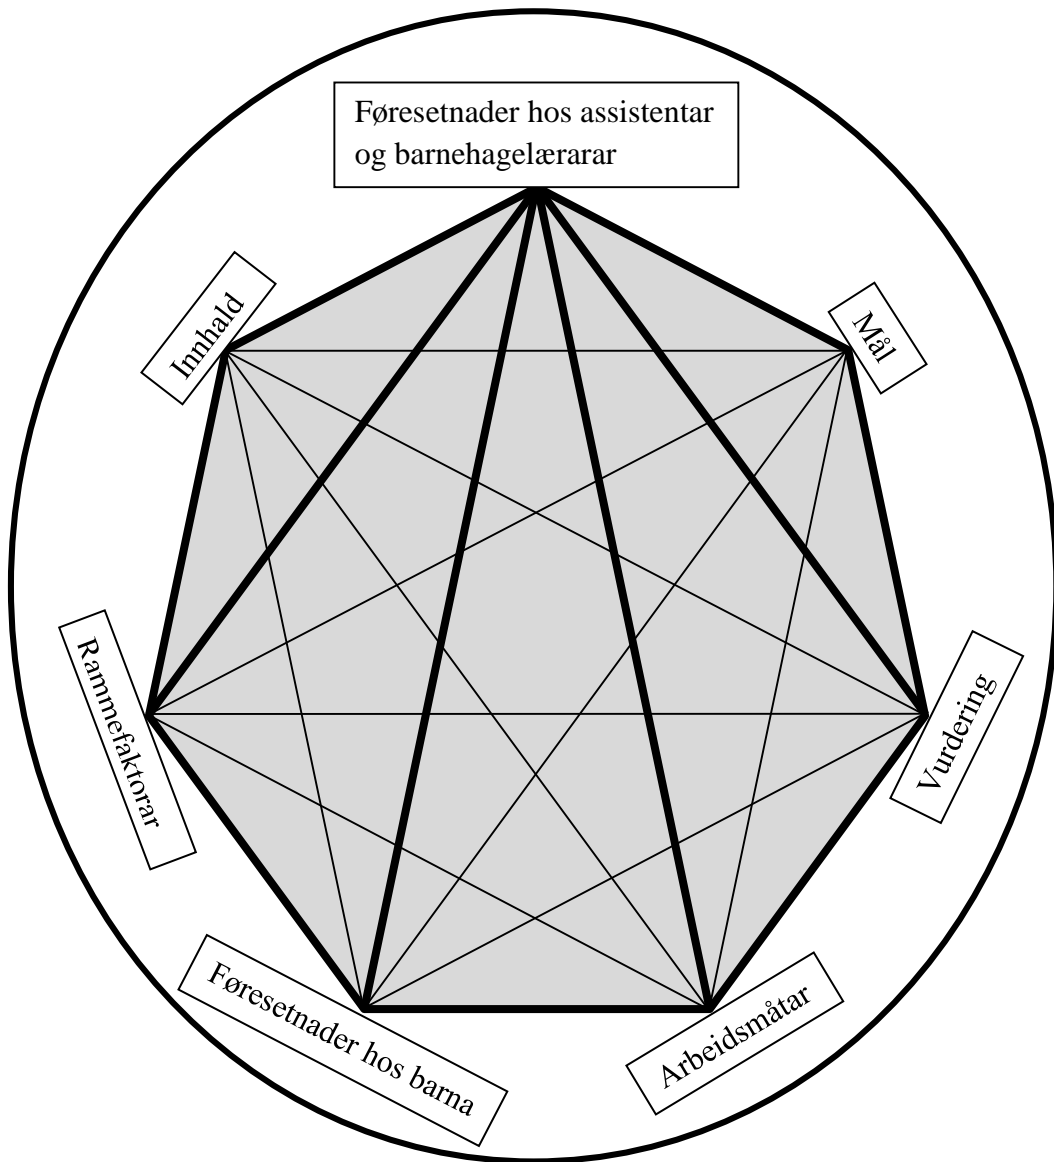 Føresetnader hos assistentar
og barnehagelærarar
Innhald
Mål
Rammefaktorar
Vurdering
Føresetnader hos barna
Arbeidsmåtar